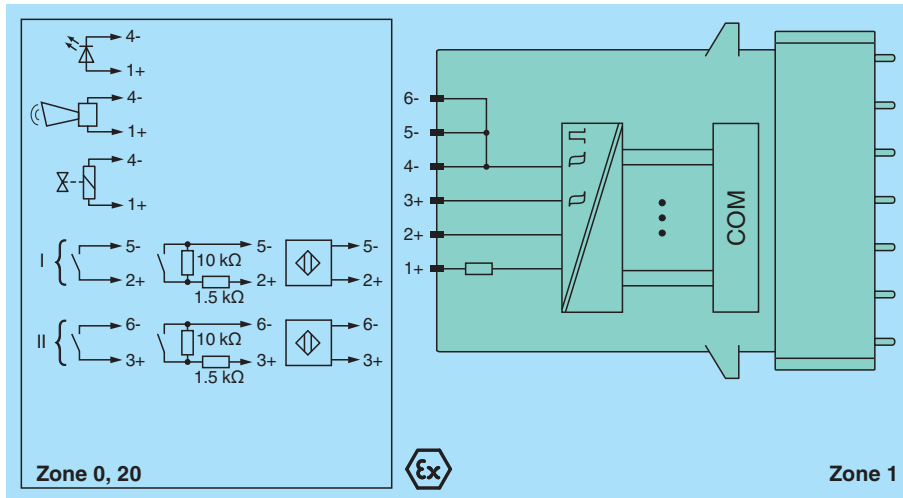 4-
1+
4-
1+
4-
1+
I
5-
2+
10 kΩ
1.5 kΩ
5-
2+
5-
2+
II
6-
3+
10 kΩ
1.5 kΩ
6-
3+
6-
3+
Zone 0, 20
6-
5-
4-
3+
2+
1+
COM
Ex
Zone 1